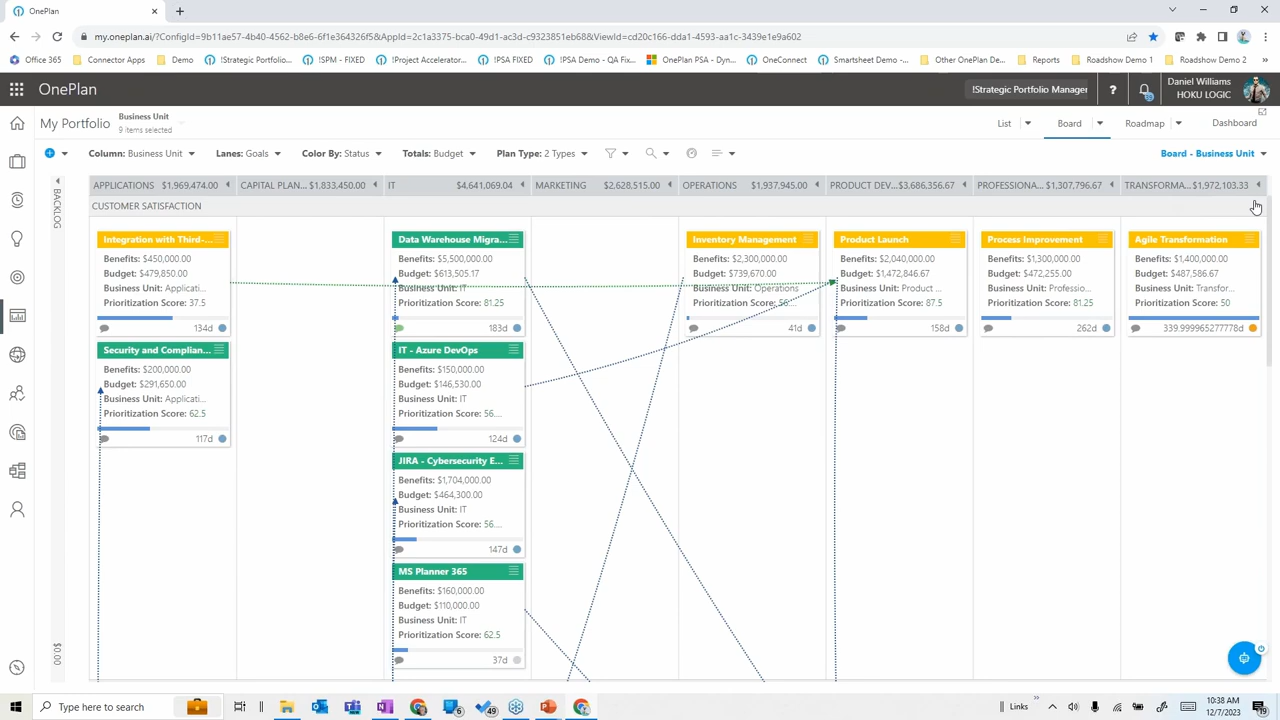 OnePlan
my.oneplan.ai/?ConfigId=9b11ae57-4b40-4562-b8e6-6f1e364326f5&AppId=2c1a3375-bca0-49d1-ac3d-c9323851eb68&ViewId=cd20c166-dda1-4593-aa1c-3439e1e9a602
Office 365 Connector Apps Demo !Strategic Portfolio... !SPM - FIXED !Project Accelerator... !PSA FIXED !PSA Demo - QA Fix... OnePlan PSA - Dyn... OneConnect Smartsheet Demo -... Other OnePlan De... Reports Roadshow Demo 1 Roadshow Demo 2 »
OnePlan !Strategic Portfolio Manager ? Daniel Williams
HOKU LOGIC
My Portfolio Business Unit
9 items selected
List Board Roadmap Dashboard
Column: Business Unit Lanes: Goals Color By: Status Totals: Budget Plan Type: 2 Types Board - Business Unit
BACKLOG
$0.00
APPLICATIONS $1,969,474.00 CAPITAL PLAN... $1,833,450.00 IT $4,641,069.04 MARKETING $2,628,515.00 OPERATIONS $1,937,945.00 PRODUCT DEV... $3,686,356.67 PROFESSIONA... $1,307,796.67 TRANSFORMA... $1,972,103.33
CUSTOMER SATISFACTION
Integration with Third-...
Benefits: $450,000.00
Budget: $479,850.00
Business Unit: Applicati...
Prioritization Score: 37.5
134d
Security and Complian...
Benefits: $200,000.00
Budget: $291,650.00
Business Unit: Applicati...
Prioritization Score: 62.5
117d
Data Warehouse Migra...
Benefits: $5,500,000.00
Budget: $613,505.17
Business Unit: IT
Prioritization Score: 81.25
183d
IT - Azure DevOps
Benefits: $150,000.00
Budget: $146,530.00
Business Unit: IT
Prioritization Score: 56....
124d
JIRA - Cybersecurity E...
Benefits: $1,704,000.00
Budget: $464,300.00
Business Unit: IT
Prioritization Score: 56....
147d
MS Planner 365
Benefits: $160,000.00
Budget: $110,000.00
Business Unit: IT
Prioritization Score: 62.5
37d
Inventory Management
Benefits: $2,300,000.00
Budget: $739,670.00
Business Unit: Operations
Prioritization Score: 56....
41d
Product Launch
Benefits: $2,040,000.00
Budget: $1,472,846.67
Business Unit: Product ...
Prioritization Score: 87.5
158d
Process Improvement
Benefits: $1,300,000.00
Budget: $472,255.00
Business Unit: Professio...
Prioritization Score: 81.25
262d
Agile Transformation
Benefits: $1,400,000.00
Budget: $487,586.67
Business Unit: Transfor...
Prioritization Score: 50
339.999965277778d
Type here to search
6
49
Links »
10:38 AM
12/7/2023
19